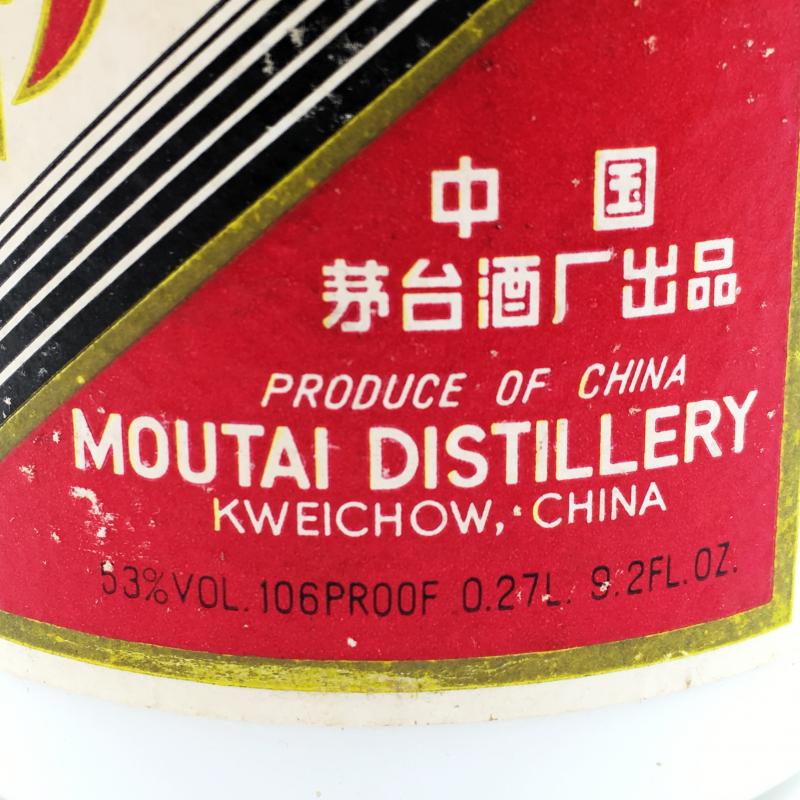 中国
茅台酒厂出品
PRODUCE OF CHINA
MOUTAI DISTILLERY
KWEICHOW, CHINA
53%VOL. 106PROOF 0.27L. 9.2FL.OZ.